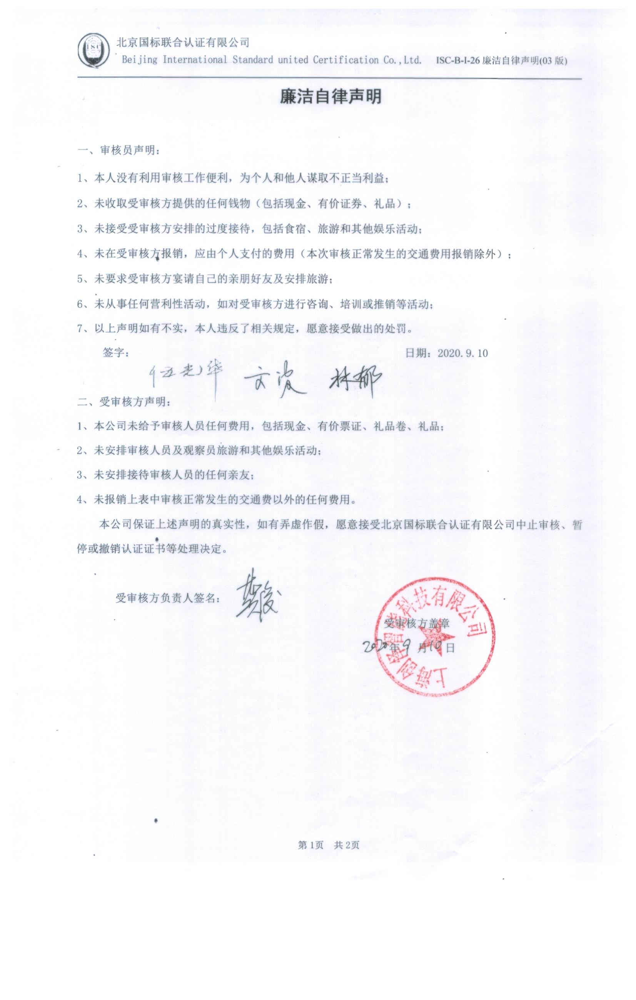 ISC
北京国标联合认证有限公司
Beijing International Standard united Certification Co.,Ltd. ISC-B-I-26 廉洁自律声明(03 版)
廉洁自律声明
一、审核员声明：
1、本人没有利用审核工作便利，为个人和他人谋取不正当利益；
2、未收取受审核方提供的任何钱物（包括现金、有价证券、礼品）；
3、未接受受审核方安排的过度接待，包括食宿、旅游和其他娱乐活动；
4、未在受审核方报销，应由个人支付的费用（本次审核正常发生的交通费用报销除外）；
5、未要求受审核方宴请自己的亲朋好友及安排旅游；
6、未从事任何营利性活动，如对受审核方进行咨询、培训或推销等活动；
7、以上声明如有不实，本人违反了相关规定，愿意接受做出的处罚。
签字： 日期：2020.9.10
伍光华 文波 林郁
二、受审核方声明：
1、本公司未给予审核人员任何费用，包括现金、有价票证、礼品卷、礼品；
2、未安排审核人员及观察员旅游和其他娱乐活动；
3、未安排接待审核人员的任何亲友；
4、未报销上表中审核正常发生的交通费以外的任何费用。
本公司保证上述声明的真实性，如有弄虚作假，愿意接受北京国标联合认证有限公司中止审核、暂
停或撤销认证证书等处理决定。
受审核方负责人签名：
受审核方盖章
2020年9月10日
第1页 共2页